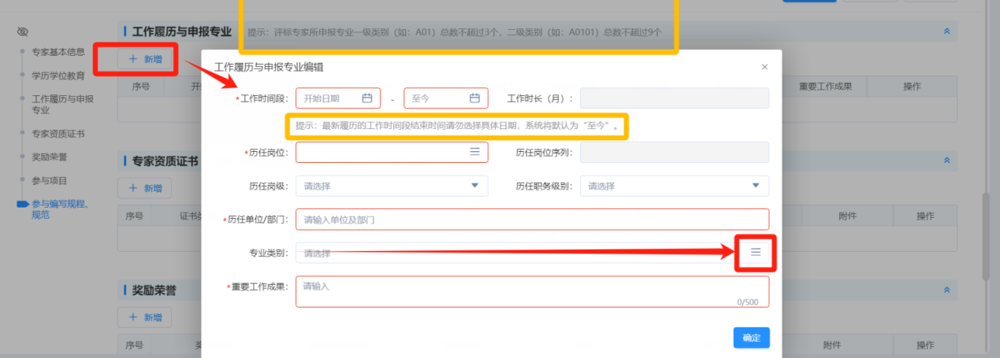 工作履历与申报专业 提示：评标专家所申报专业一级类别（如：A01）总数不超过3个，二级类别（如：A0101）总数不超过9个
专家基本信息
学历学位教育
工作履历与申报
专业
专家资质证书
奖励荣誉
参与项目
参与编写规程、
规范
+ 新增
序号 开 重要工作成果 操作
工作履历与申报专业编辑 ×
*工作时间段： 开始日期 - 至今 工作时长（月）：
提示：最新履历的工作时间段结束时间请勿选择具体日期，系统将默认为“至今”。
*历任岗位： 历任岗位序列：
历任岗级： 请选择 历任职务级别： 请选择
*历任单位/部门： 请输入单位及部门
专业类别： 请选择
*重要工作成果： 请输入
0/500
确定
专家资质证书
+ 新增
序号 证书 附件 操作
奖励荣誉
+ 新增
序号 附件 操作